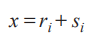 x = r_i + s_i